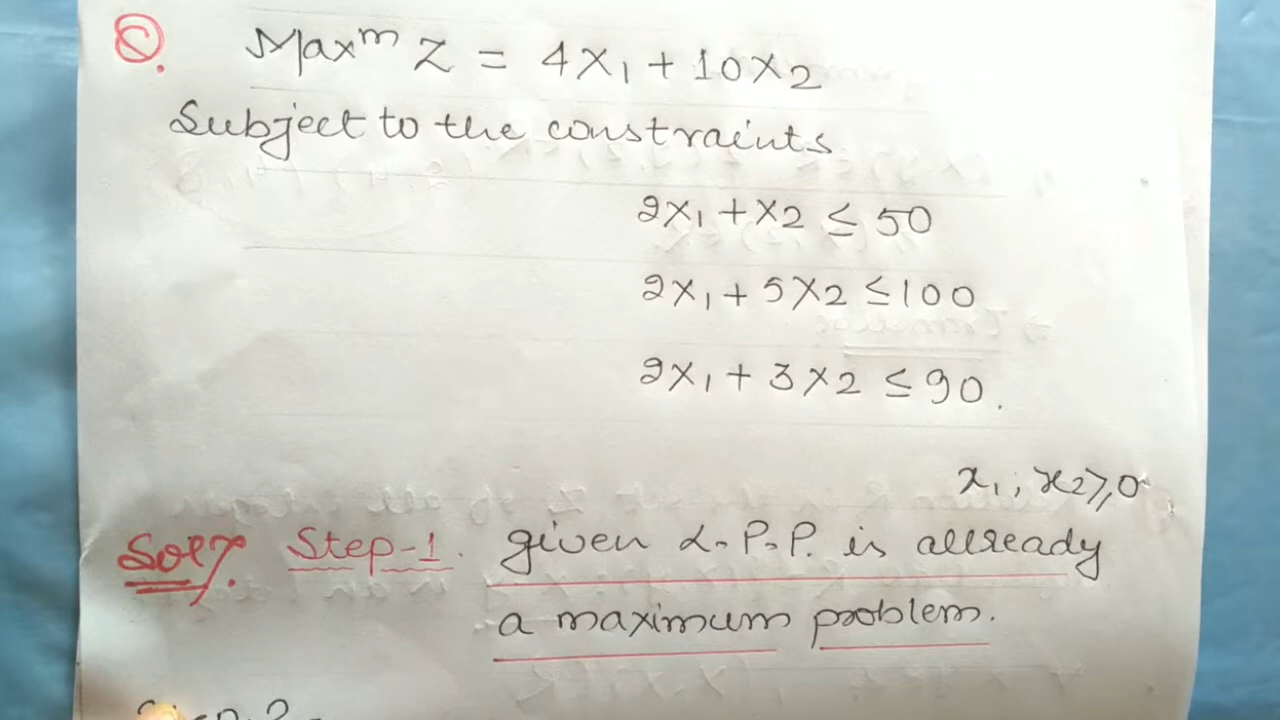 Q. Maxᵐ Z = 4X₁ + 10X₂
Subject to the constraints
2X₁ + X₂ ≤ 50
2X₁ + 5X₂ ≤ 100
2X₁ + 3X₂ ≤ 90.
x₁, x₂ ≥ 0
Solⁿ. Step-1. given L.P.P. is allready
a maximum problem.